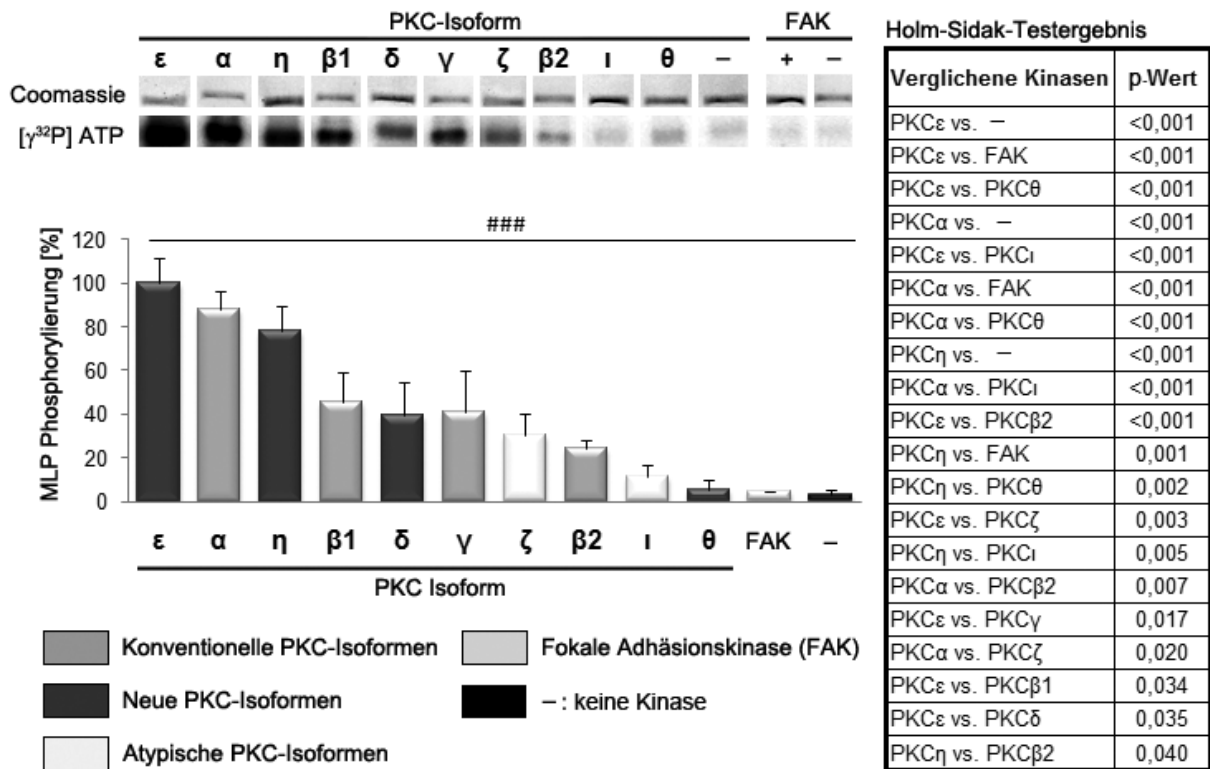 PKC-Isoform FAK
ε α η β1 δ γ ζ β2 ι θ – + –
Coomassie
[γ³²P] ATP
###
MLP Phosphorylierung [%]
120
100
80
60
40
20
0
ε α η β1 δ γ ζ β2 ι θ FAK –
PKC Isoform
Konventionelle PKC-Isoformen
Neue PKC-Isoformen
Atypische PKC-Isoformen
Fokale Adhäsionskinase (FAK)
– : keine Kinase
Holm-Sidak-Testergebnis
Verglichene Kinasen p-Wert
PKCε vs. – <0,001
PKCε vs. FAK <0,001
PKCε vs. PKCθ <0,001
PKCα vs. – <0,001
PKCε vs. PKCι <0,001
PKCα vs. FAK <0,001
PKCα vs. PKCθ <0,001
PKCη vs. – <0,001
PKCα vs. PKCι <0,001
PKCε vs. PKCβ2 <0,001
PKCη vs. FAK 0,001
PKCη vs. PKCθ 0,002
PKCε vs. PKCζ 0,003
PKCη vs. PKCι 0,005
PKCα vs. PKCβ2 0,007
PKCε vs. PKCγ 0,017
PKCα vs. PKCζ 0,020
PKCε vs. PKCβ1 0,034
PKCε vs. PKCδ 0,035
PKCη vs. PKCβ2 0,040